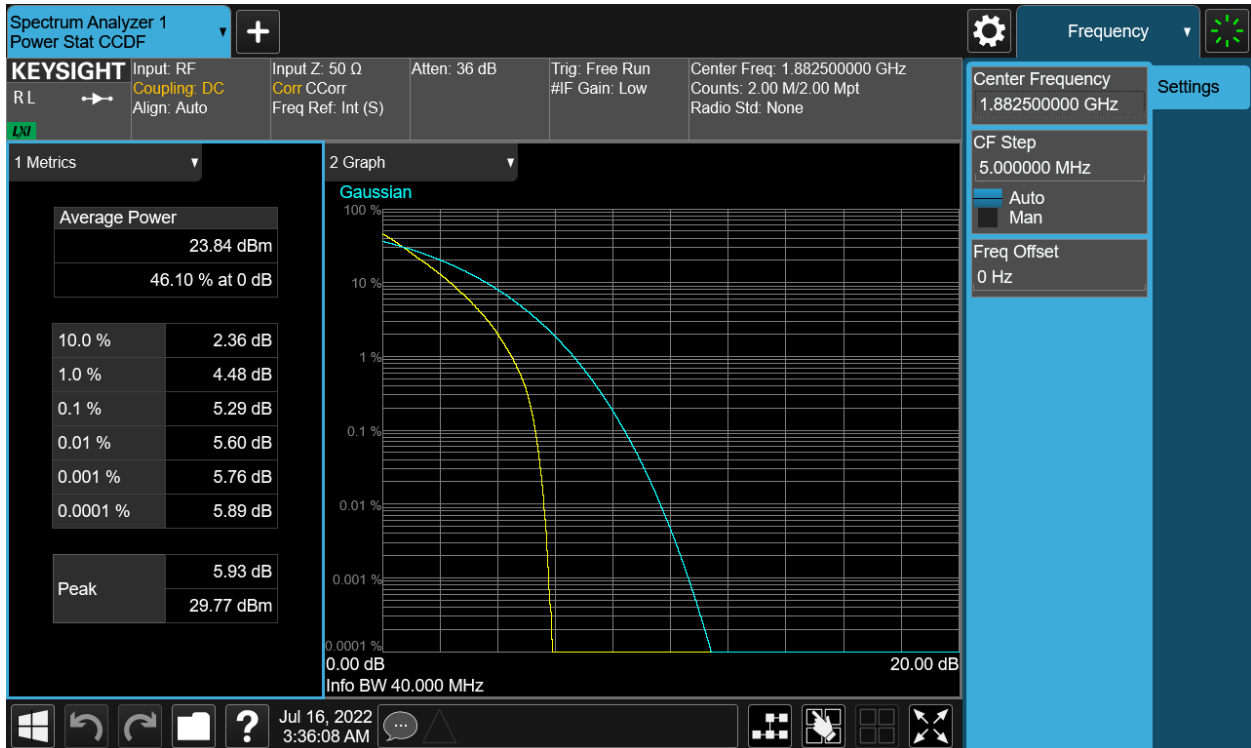 Spectrum Analyzer 1
Power Stat CCDF
+
Frequency
KEYSIGHT
R L
LXI
Input: RF
Coupling: DC
Align: Auto
Input Z: 50 Ω
Corr CCorr
Freq Ref: Int (S)
Atten: 36 dB
Trig: Free Run
#IF Gain: Low
Center Freq: 1.882500000 GHz
Counts: 2.00 M/2.00 Mpt
Radio Std: None
Center Frequency
1.882500000 GHz
Settings
CF Step
5.000000 MHz
Auto
Man
Freq Offset
0 Hz
1 Metrics
Average Power
23.84 dBm
46.10 % at 0 dB
10.0 % 2.36 dB
1.0 % 4.48 dB
0.1 % 5.29 dB
0.01 % 5.60 dB
0.001 % 5.76 dB
0.0001 % 5.89 dB
Peak 5.93 dB
29.77 dBm
2 Graph
Gaussian
100 %
10 %
1 %
0.1 %
0.01 %
0.001 %
0.0001 %
0.00 dB 20.00 dB
Info BW 40.000 MHz
?
Jul 16, 2022
3:36:08 AM